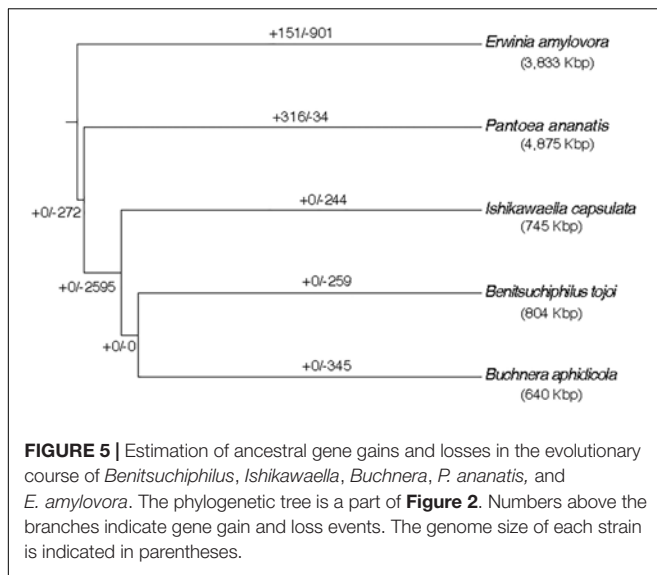 +151/-901
Erwinia amylovora
(3,833 Kbp)
+316/-34
Pantoea ananatis
(4,875 Kbp)
+0/-272
+0/-244
Ishikawaella capsulata
(745 Kbp)
+0/-2595
+0/-259
Benitsuchiphilus tojoi
(804 Kbp)
+0/-0
+0/-345
Buchnera aphidicola
(640 Kbp)
FIGURE 5 | Estimation of ancestral gene gains and losses in the evolutionary
course of Benitsuchiphilus, Ishikawaella, Buchnera, P. ananatis, and
E. amylovora. The phylogenetic tree is a part of Figure 2. Numbers above the
branches indicate gene gain and loss events. The genome size of each strain
is indicated in parentheses.